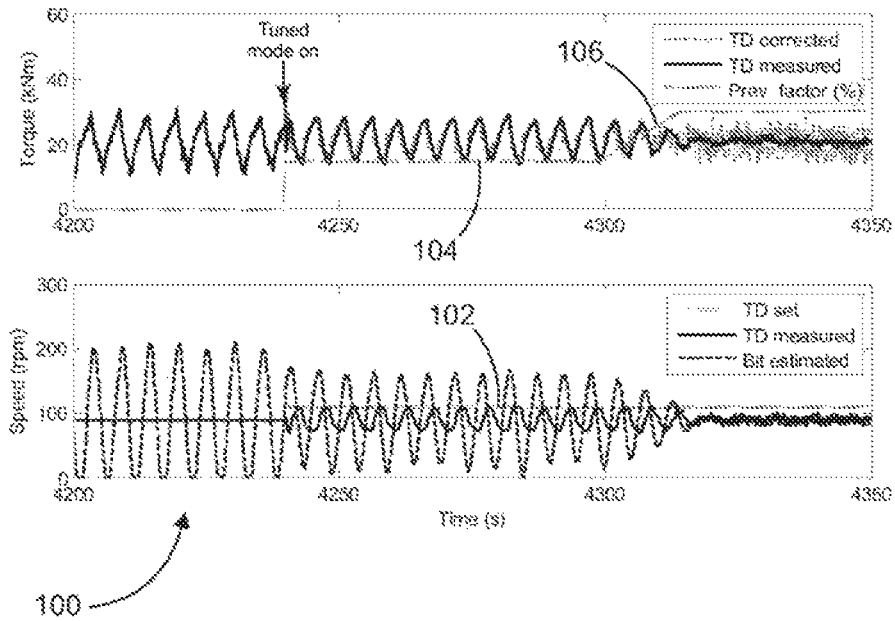 60
40
20
0
Torque (kNm)
Tuned
mode on
106
TD corrected
TD measured
Prev. factor (%)
4200
4250
4300
4350
104
300
200
100
0
Speed (rpm)
102
TD set
TD measured
Bit estimated
4200
4250
4300
4350
Time (s)
100